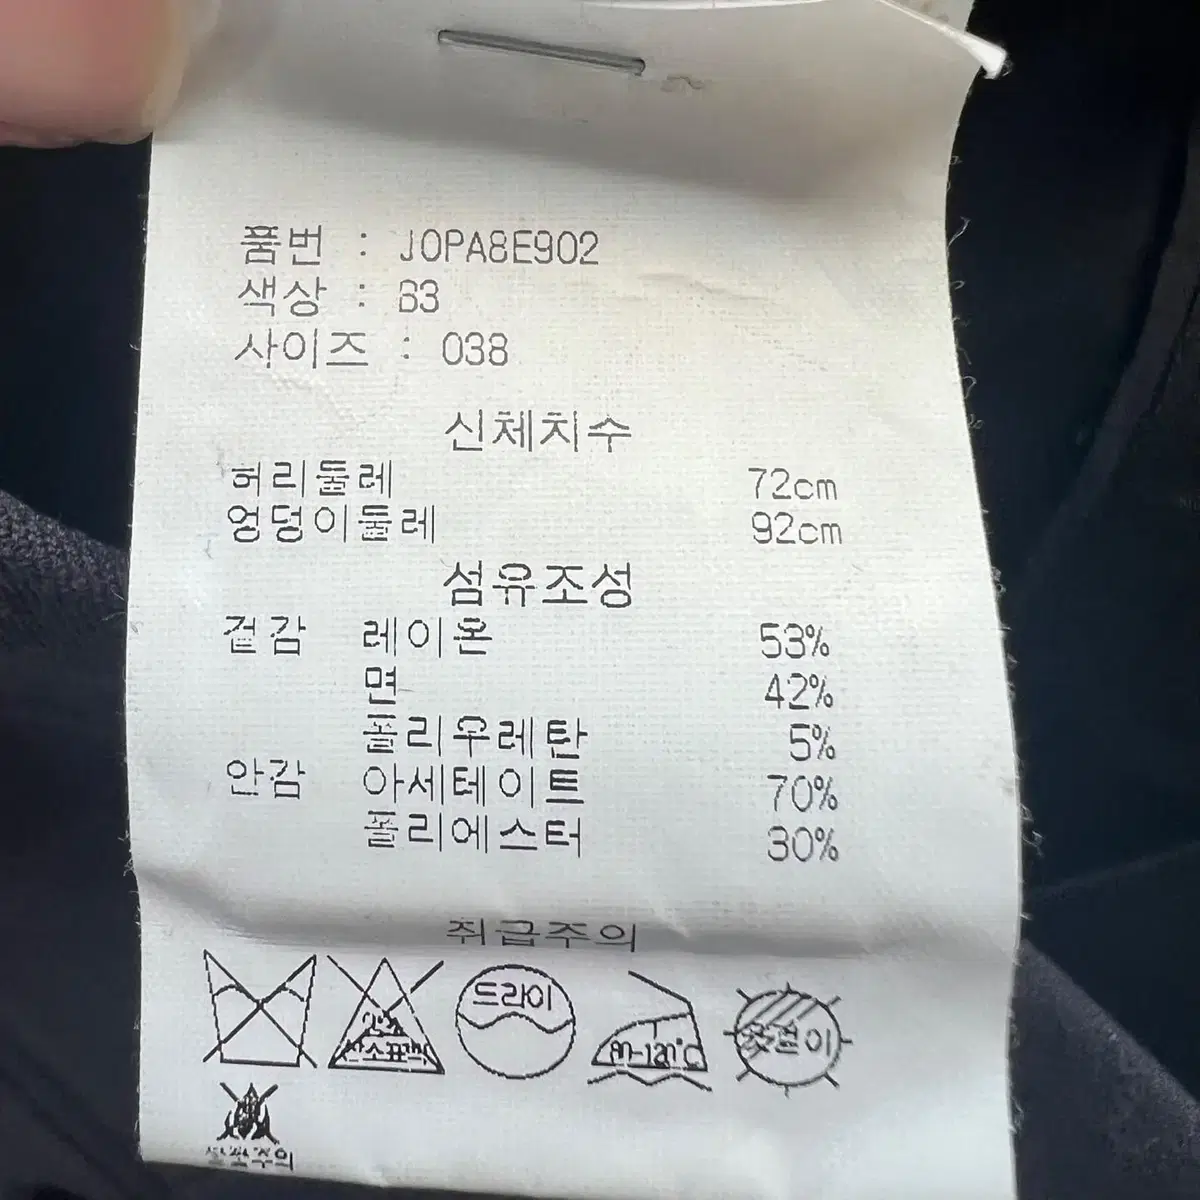 품번 : JOPA8E902
색상 : 63
사이즈 : 038
신체치수
허리둘레 72cm
엉덩이둘레 92cm
섬유조성
겉감 레이온 53%
면 42%
폴리우레탄 5%
안감 아세테이트 70%
폴리에스터 30%
취급주의
염소
산소표백
드라이
80-120℃
옷걸이